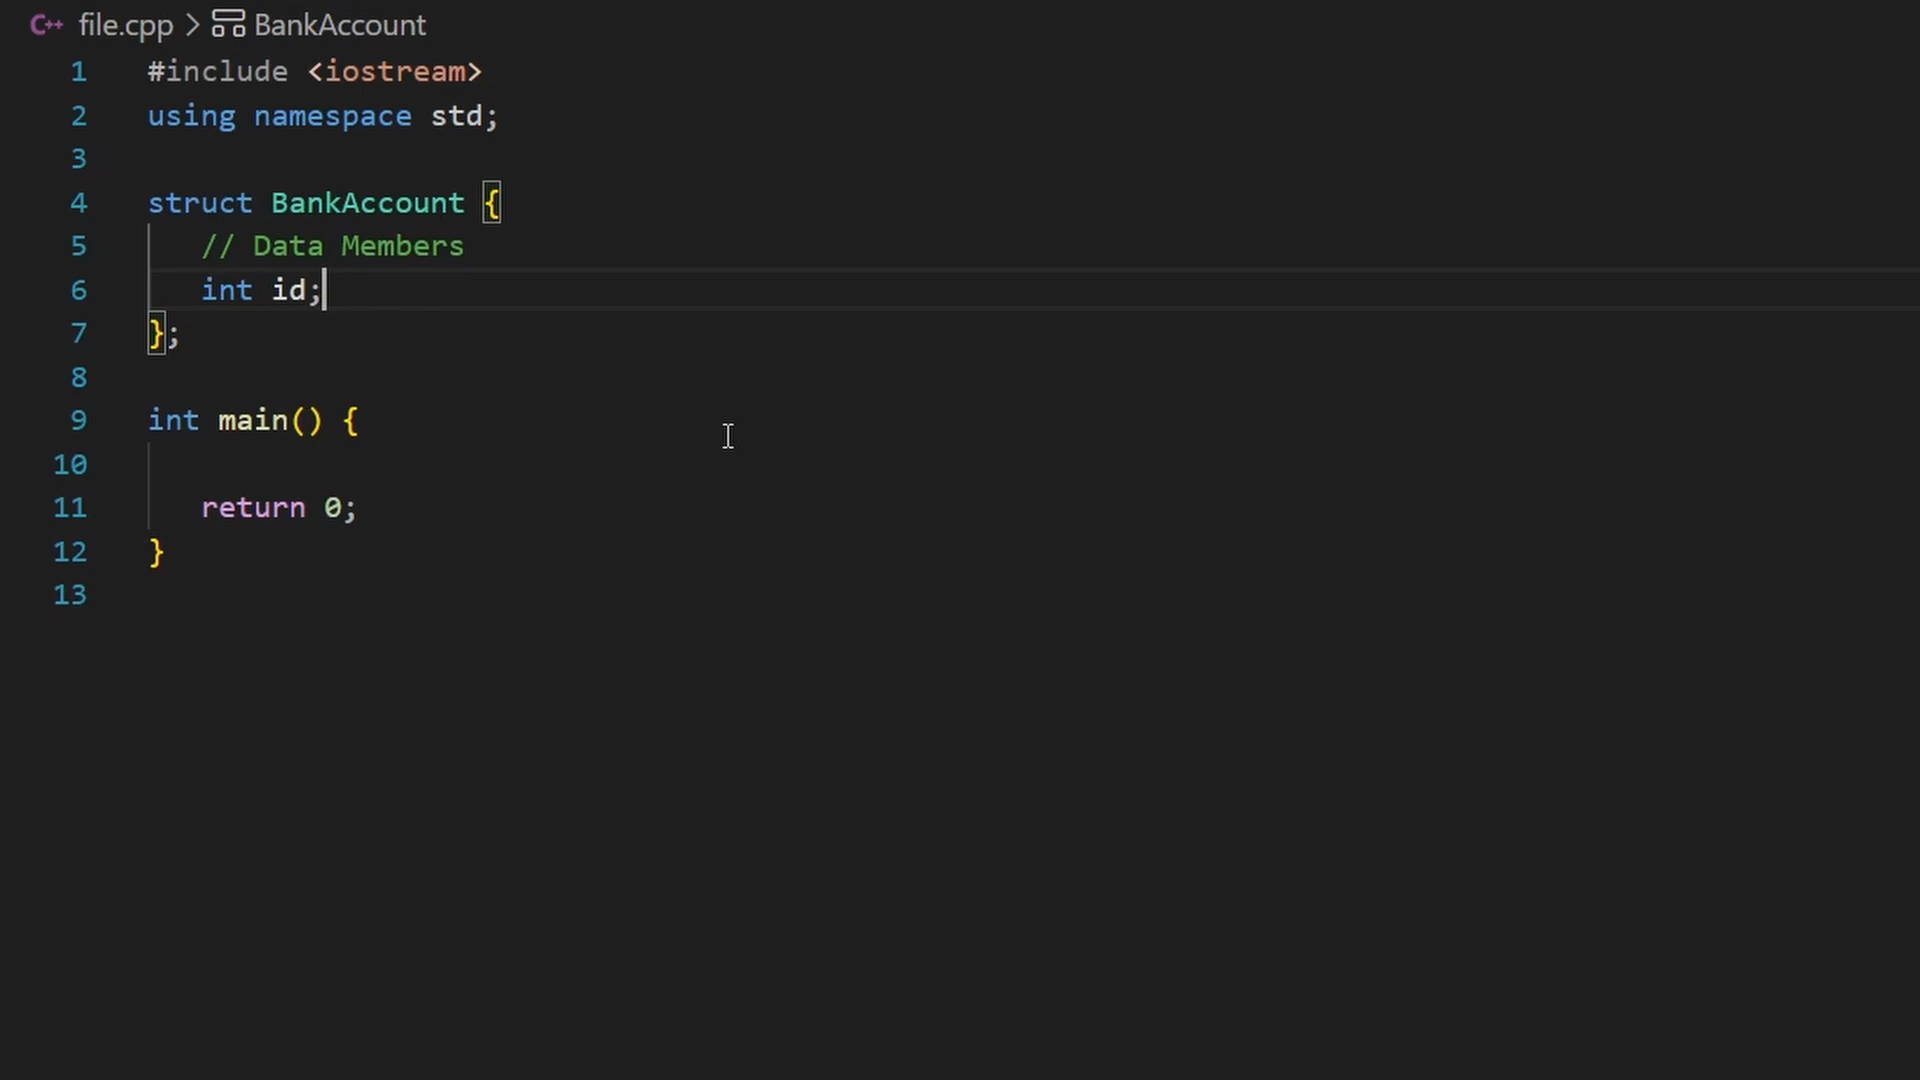 C++ file.cpp > BankAccount
1 #include <iostream>
2 using namespace std;
3
4 struct BankAccount {
5 // Data Members
6 int id;
7 };
8
9 int main() {
10
11 return 0;
12 }
13